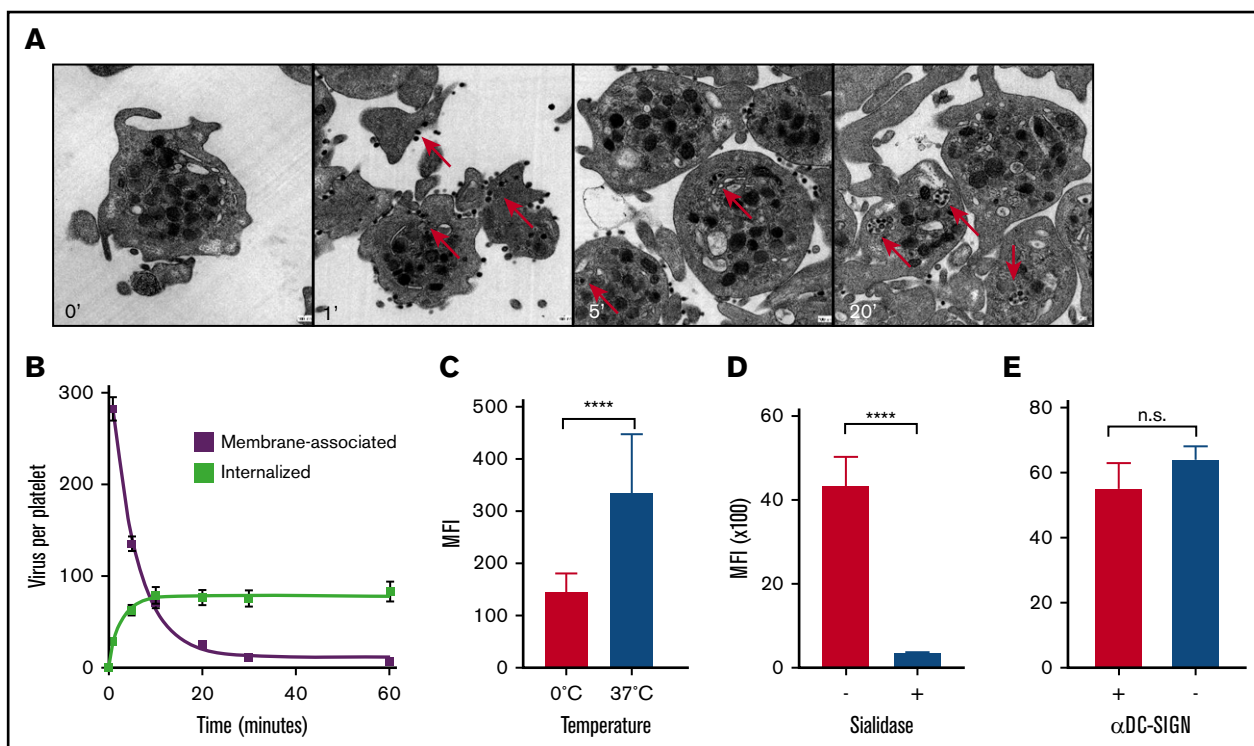 A
0’
1’
5’
20’
B
300
200
100
0
Virus per platelet
Membrane-associated
Internalized
0
20
40
60
Time (minutes)
C
500
400
300
200
100
0
MFI
****
0°C
37°C
Temperature
D
60
40
20
0
MFI (x100)
****
-
+
Sialidase
E
80
60
40
20
0
n.s.
+
-
αDC-SIGN